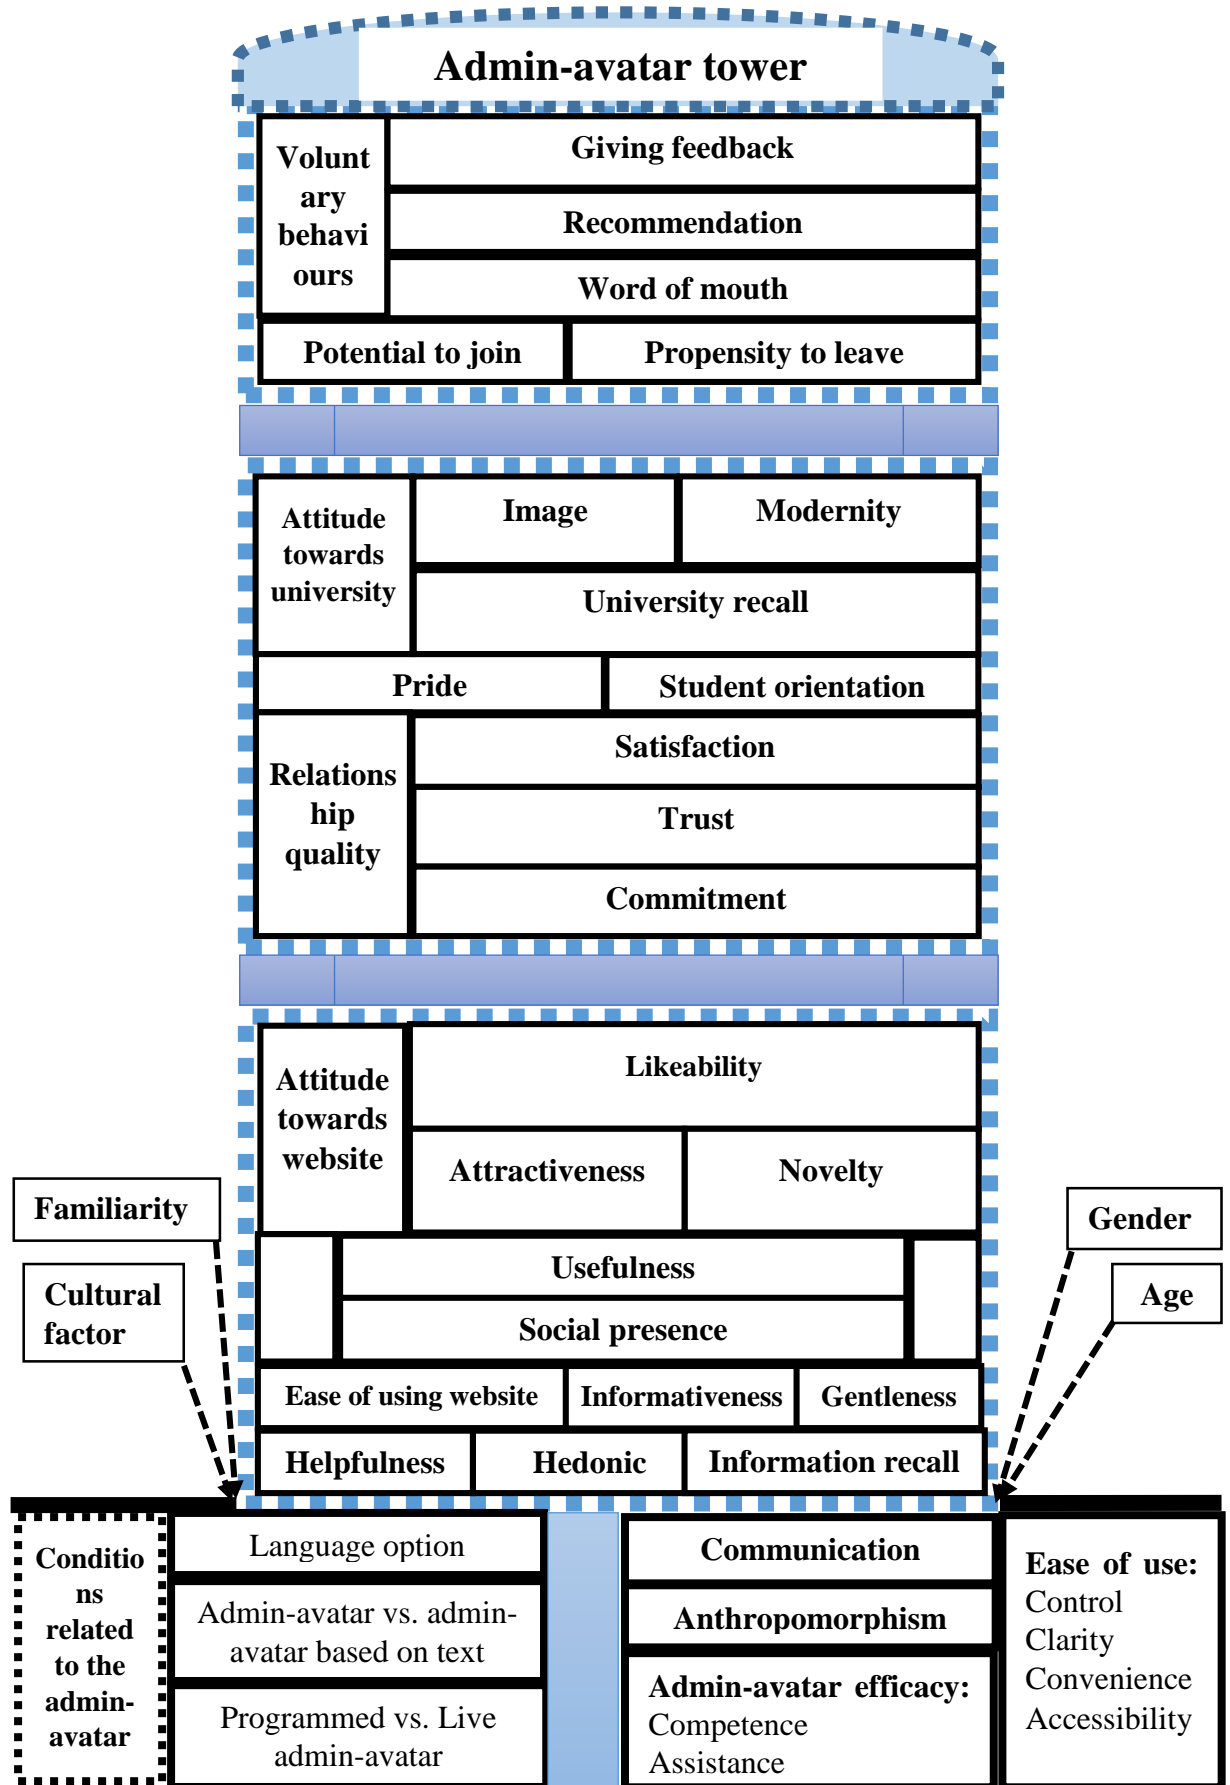 Admin-avatar tower
Volunt
ary
behavi
ours
Giving feedback
Recommendation
Word of mouth
Potential to join
Propensity to leave
Attitude
towards
university
Image
Modernity
University recall
Pride
Student orientation
Relations
hip
quality
Satisfaction
Trust
Commitment
Attitude
towards
website
Likeability
Attractiveness
Novelty
Familiarity
Cultural
factor
Gender
Age
Usefulness
Social presence
Ease of using website
Informativeness
Gentleness
Helpfulness
Hedonic
Information recall
Conditio
ns
related
to the
admin-
avatar
Language option
Admin-avatar vs. admin-
avatar based on text
Programmed vs. Live
admin-avatar
Communication
Anthropomorphism
Admin-avatar efficacy:
Competence
Assistance
Ease of use:
Control
Clarity
Convenience
Accessibility